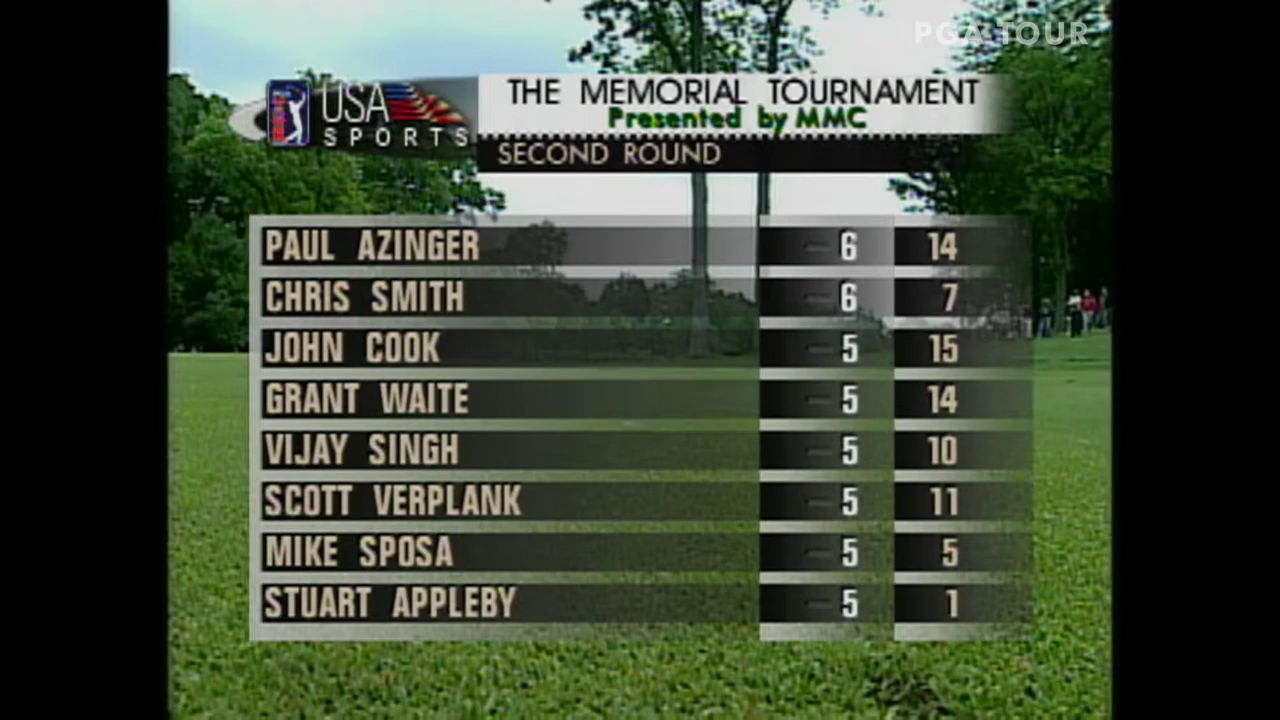 PGA TOUR
USA
SPORTS
THE MEMORIAL TOURNAMENT
Presented by MMC
SECOND ROUND
PAUL AZINGER - 6 14
CHRIS SMITH - 6 7
JOHN COOK - 5 15
GRANT WAITE - 5 14
VIJAY SINGH - 5 10
SCOTT VERPLANK - 5 11
MIKE SPOSA - 5 5
STUART APPLEBY - 5 1